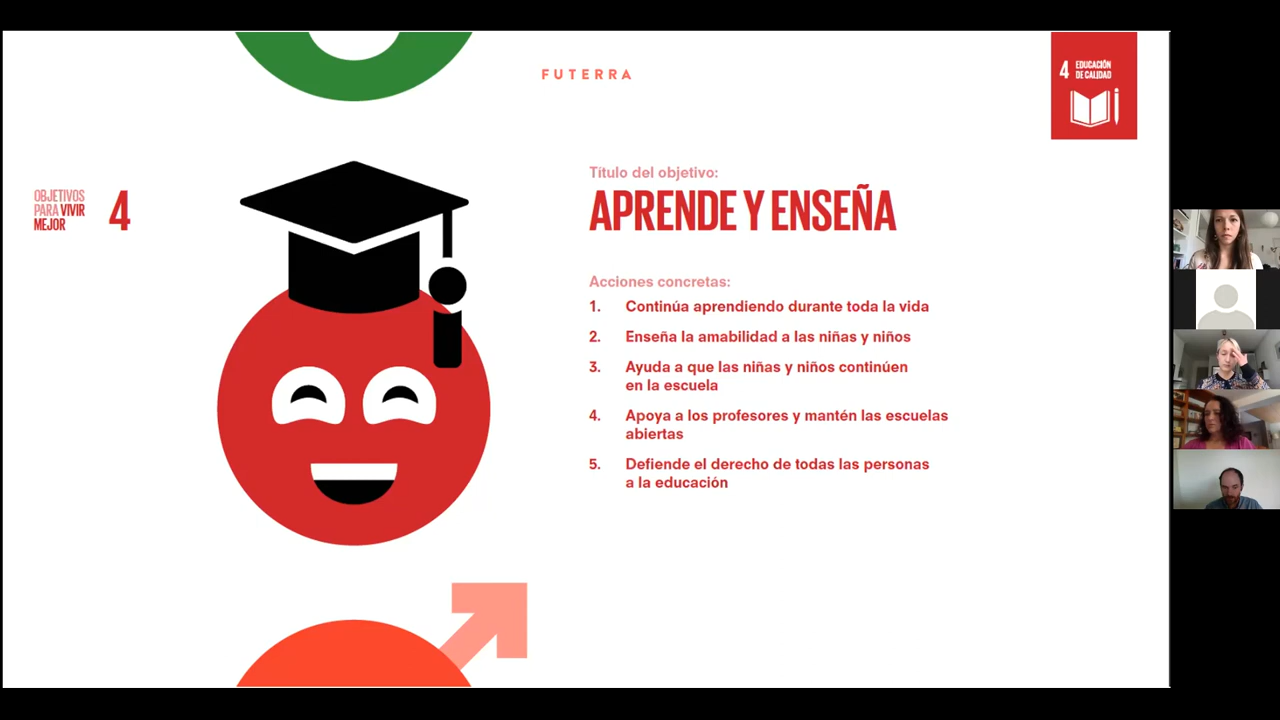 FUTERRA
4 EDUCACIÓN
DE CALIDAD
OBJETIVOS
PARA VIVIR
MEJOR
4
Título del objetivo:
APRENDE Y ENSEÑA
Acciones concretas:
1. Continúa aprendiendo durante toda la vida
2. Enseña la amabilidad a las niñas y niños
3. Ayuda a que las niñas y niños continúen
en la escuela
4. Apoya a los profesores y mantén las escuelas
abiertas
5. Defiende el derecho de todas las personas
a la educación